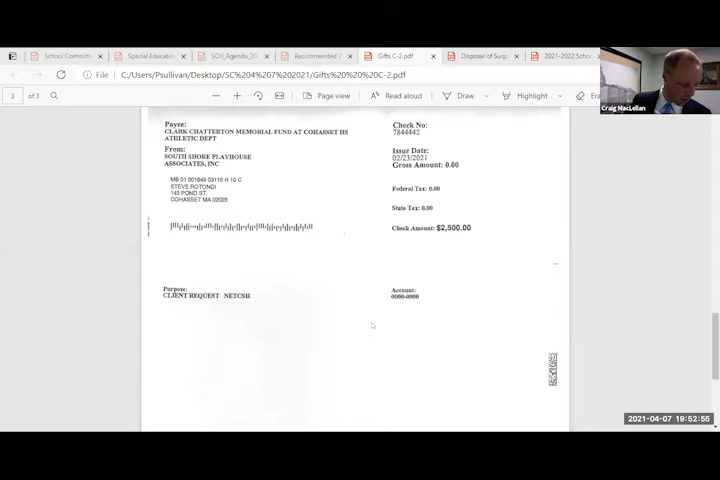 School Committe
Special Educatio
SCH_Agenda_20
Recommended A
Gifts C-2.pdf
Disposal of Surp
2021-2022 Schoo
File
C:/Users/Psullivan/Desktop/SC%204%207%202021/Gifts%20%20%20C-2.pdf
3 of 3
Page view
Read aloud
Draw
Highlight
Craig MacLellan
Payee:
CLARK CHATTERTON MEMORIAL FUND AT COHASSET HS
ATHLETIC DEPT
From:
SOUTH SHORE PLAYHOUSE
ASSOCIATES, INC
MB 01 001649 03115 H 10 C
STEVE ROTONDI
143 POND ST.
COHASSET MA 02025
Check No:
7844442
Issue Date:
02/23/2021
Gross Amount: 0.00
Federal Tax: 0.00
State Tax: 0.00
Check Amount: $2,500.00
Purpose:
CLIENT REQUEST NETCSH
Account:
0000-0000
2021-04-07 19:52:55